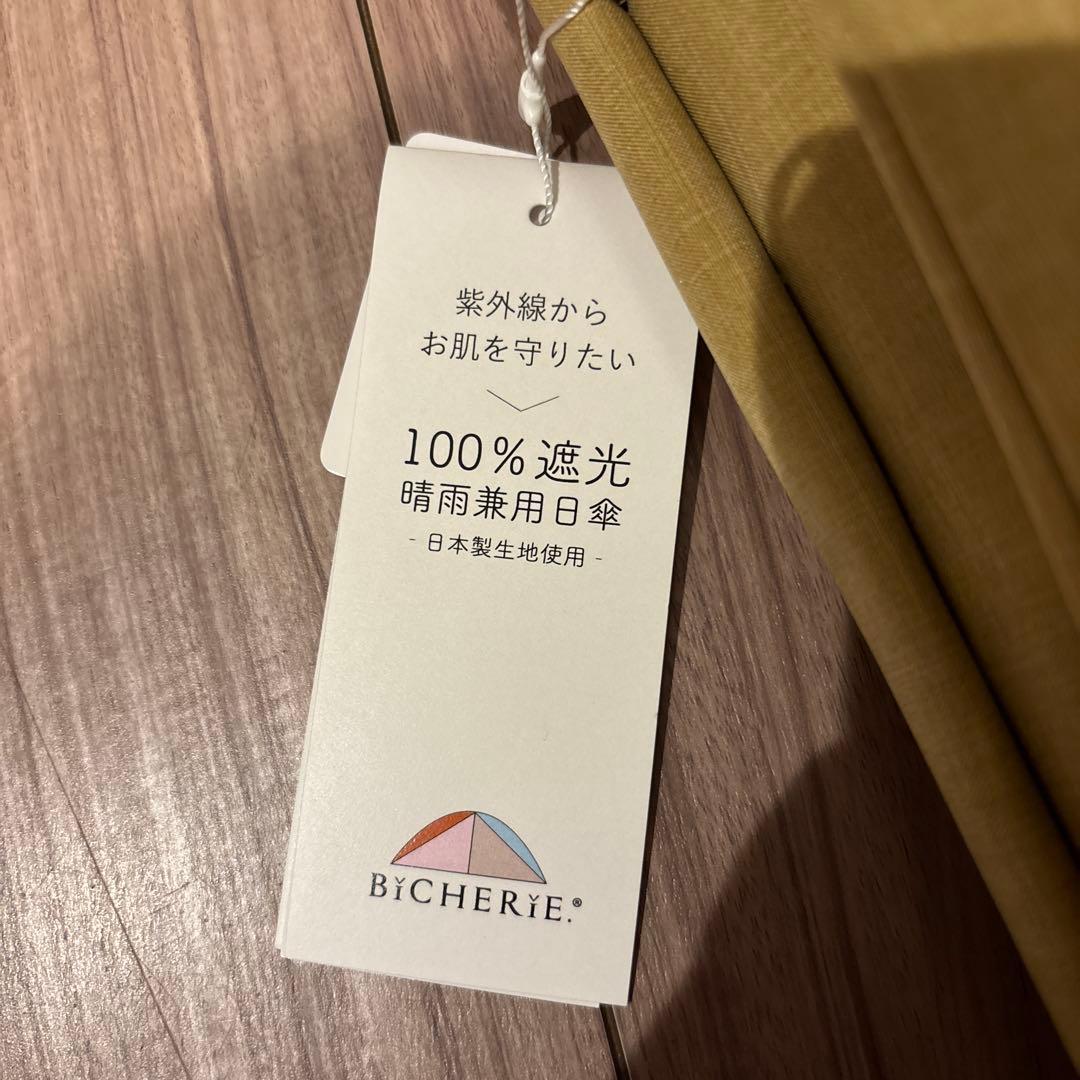 紫外線から
お肌を守りたい
100%遮光
晴雨兼用日傘
- 日本製生地使用 -
BǐCHERǐE.®